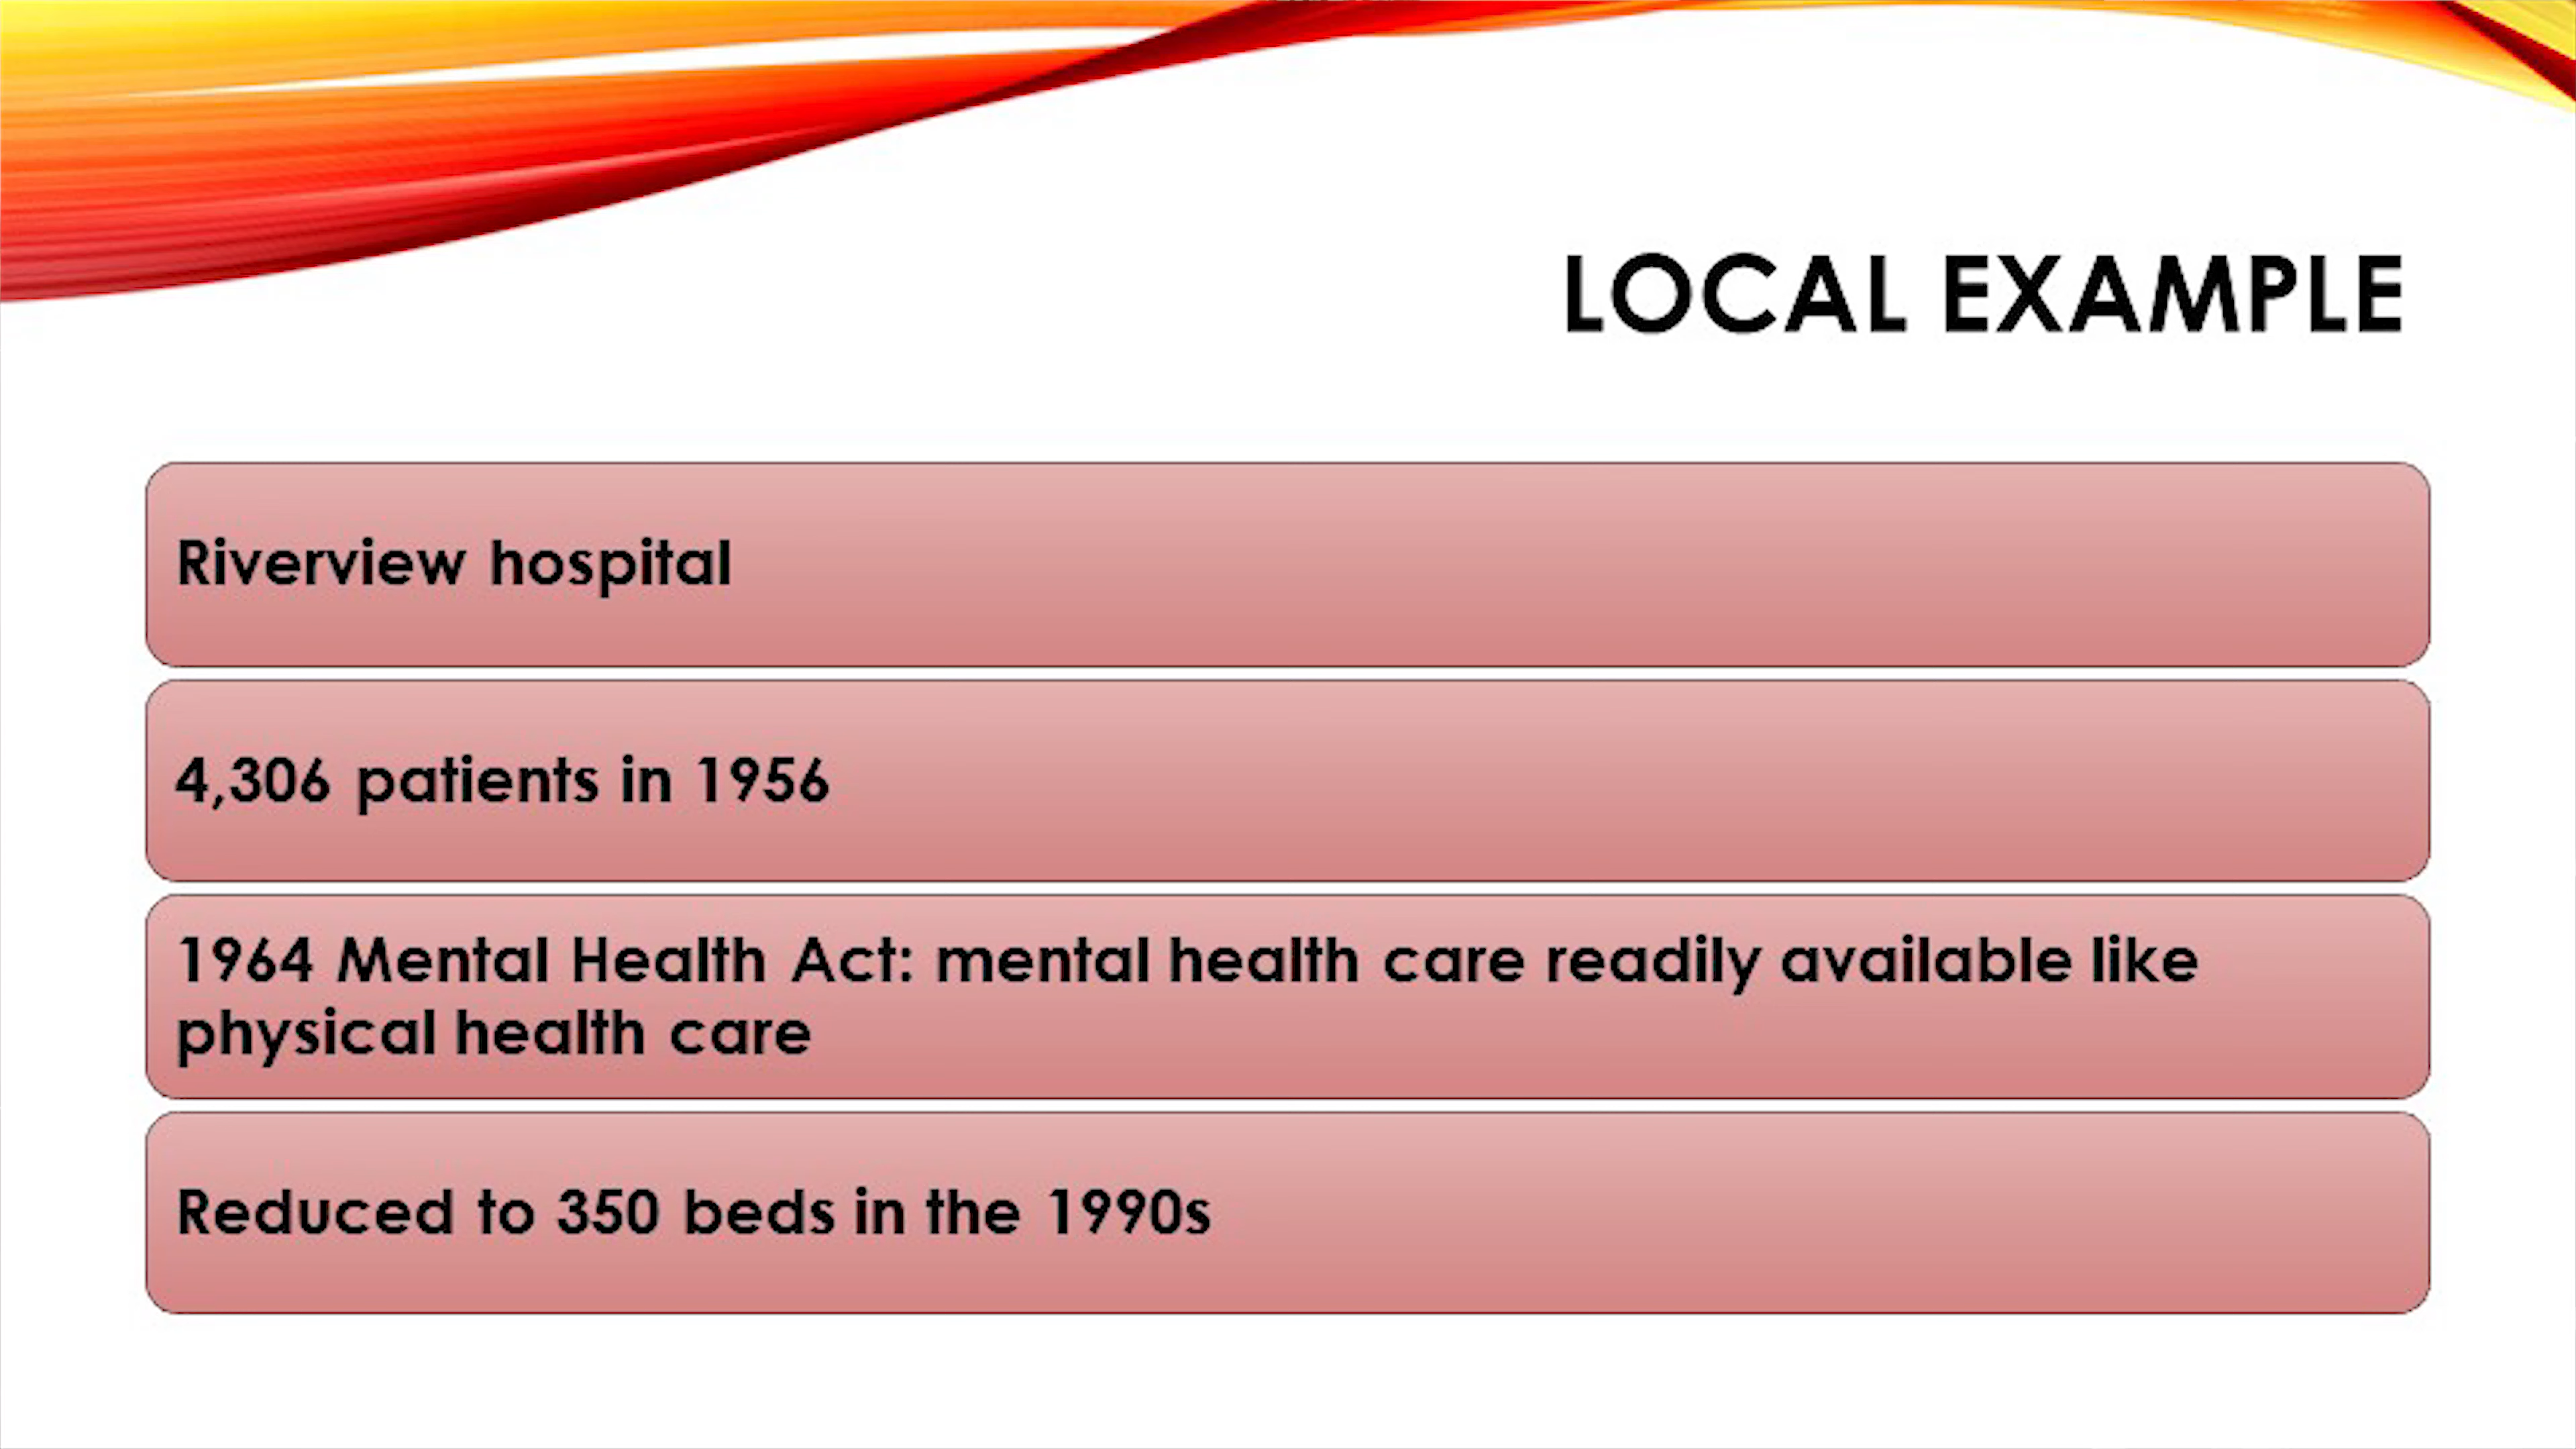 LOCAL EXAMPLE
Riverview hospital
4,306 patients in 1956
1964 Mental Health Act: mental health care readily available like
physical health care
Reduced to 350 beds in the 1990s